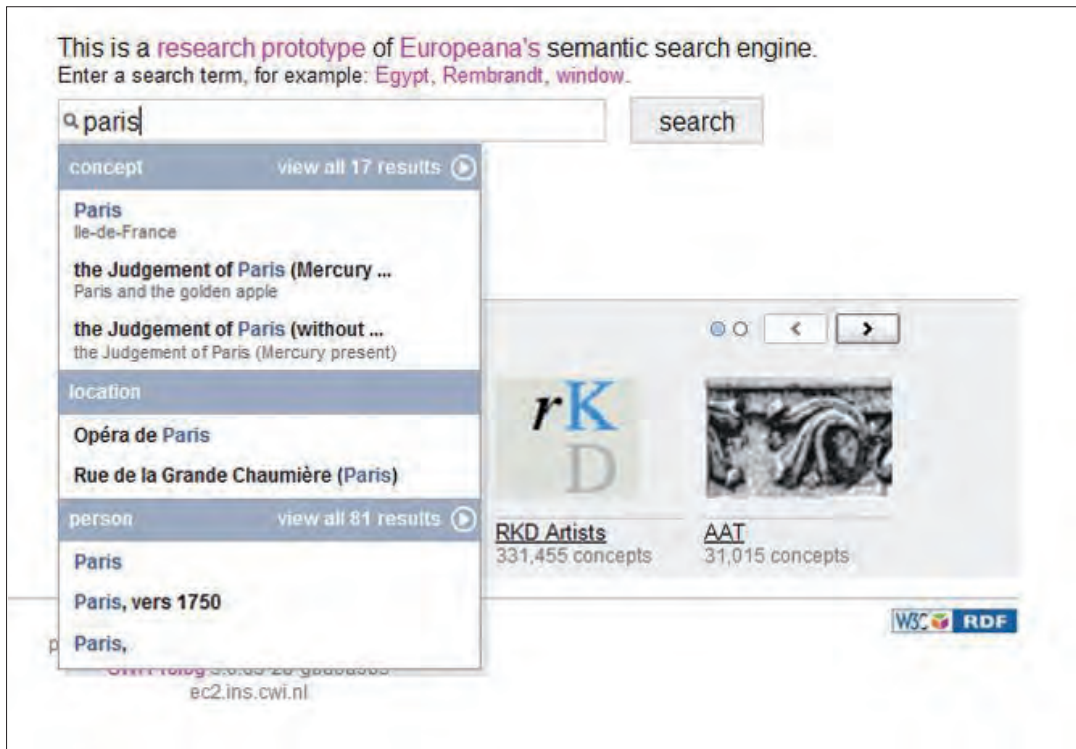 This is a research prototype of Europeana's semantic search engine.
Enter a search term, for example: Egypt, Rembrandt, window.
paris
search
concept view all 17 results
Paris
Ile-de-France
the Judgement of Paris (Mercury ...
Paris and the golden apple
the Judgement of Paris (without ...
the Judgement of Paris (Mercury present)
location
Opéra de Paris
Rue de la Grande Chaumière (Paris)
person view all 81 results
Paris
Paris, vers 1750
Paris,
rKD
RKD Artists
331,455 concepts
AAT
31,015 concepts
W3C RDF
p
ec2.ins.cwi.nl